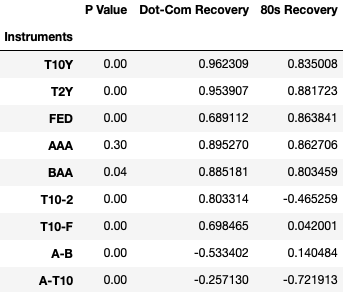 P Value Dot-Com Recovery 80s Recovery
Instruments
T10Y 0.00 0.962309 0.835008
T2Y 0.00 0.953907 0.881723
FED 0.00 0.689112 0.863841
AAA 0.30 0.895270 0.862706
BAA 0.04 0.885181 0.803459
T10-2 0.00 0.803314 -0.465259
T10-F 0.00 0.698465 0.042001
A-B 0.00 -0.533402 0.140484
A-T10 0.00 -0.257130 -0.721913